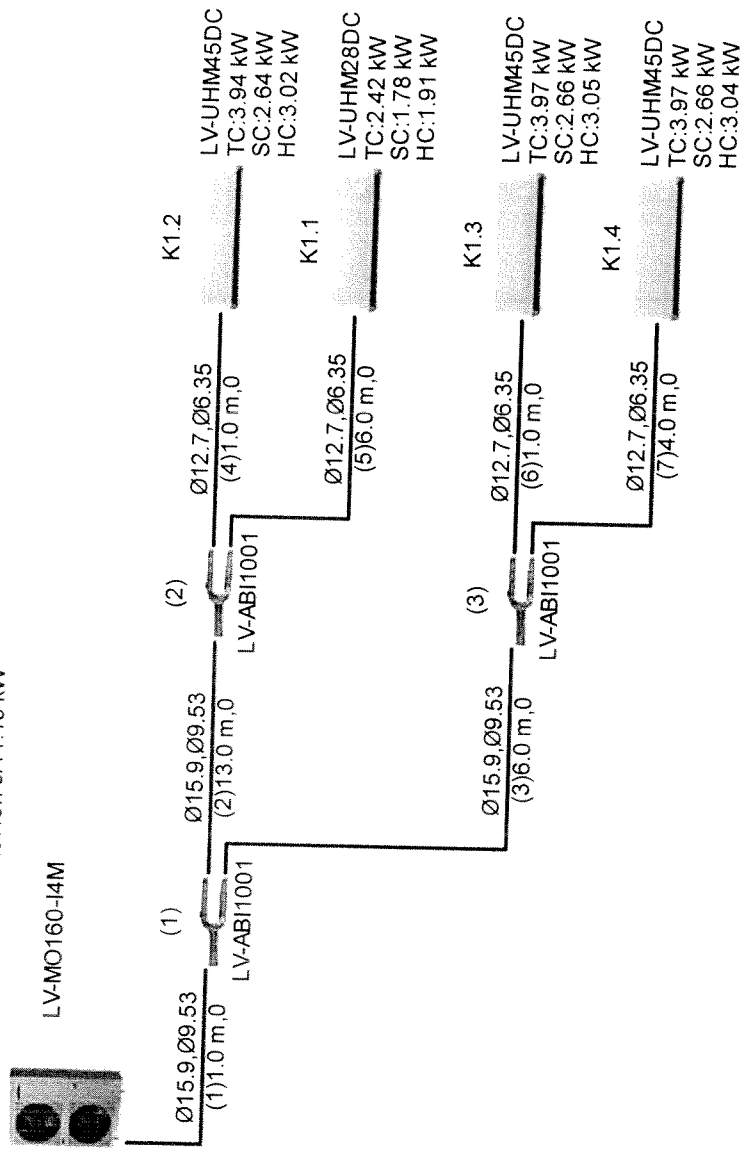 LV-MO160-I4M
Ø15.9,Ø9.53
(1)1.0 m,0
(1)
LV-ABI1001
Ø15.9,Ø9.53
(2)13.0 m,0
(2)
LV-ABI1001
Ø12.7,Ø6.35
(4)1.0 m,0
K1.2
LV-UHM45DC
TC:3.94 kW
SC:2.64 kW
HC:3.02 kW
Ø12.7,Ø6.35
(5)6.0 m,0
K1.1
LV-UHM28DC
TC:2.42 kW
SC:1.78 kW
HC:1.91 kW
Ø15.9,Ø9.53
(3)6.0 m,0
(3)
LV-ABI1001
Ø12.7,Ø6.35
(6)1.0 m,0
K1.3
LV-UHM45DC
TC:3.97 kW
SC:2.66 kW
HC:3.05 kW
Ø12.7,Ø6.35
(7)4.0 m,0
K1.4
LV-UHM45DC
TC:3.97 kW
SC:2.66 kW
HC:3.04 kW